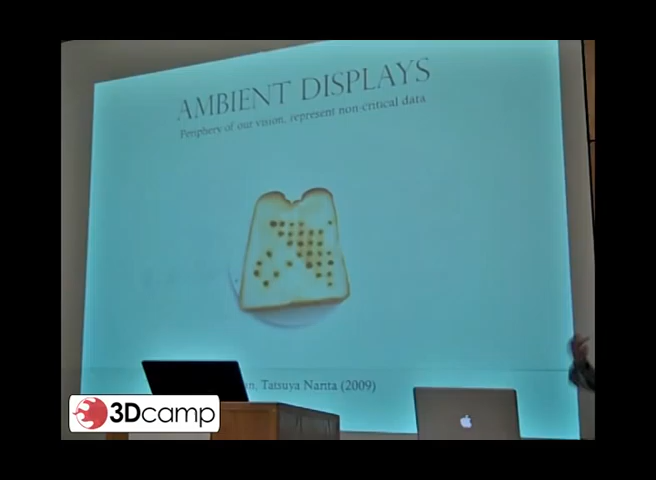 AMBIENT DISPLAYS
Periphery of our vision, represent non-critical data
Tatsuya Narita (2009)
3Dcamp